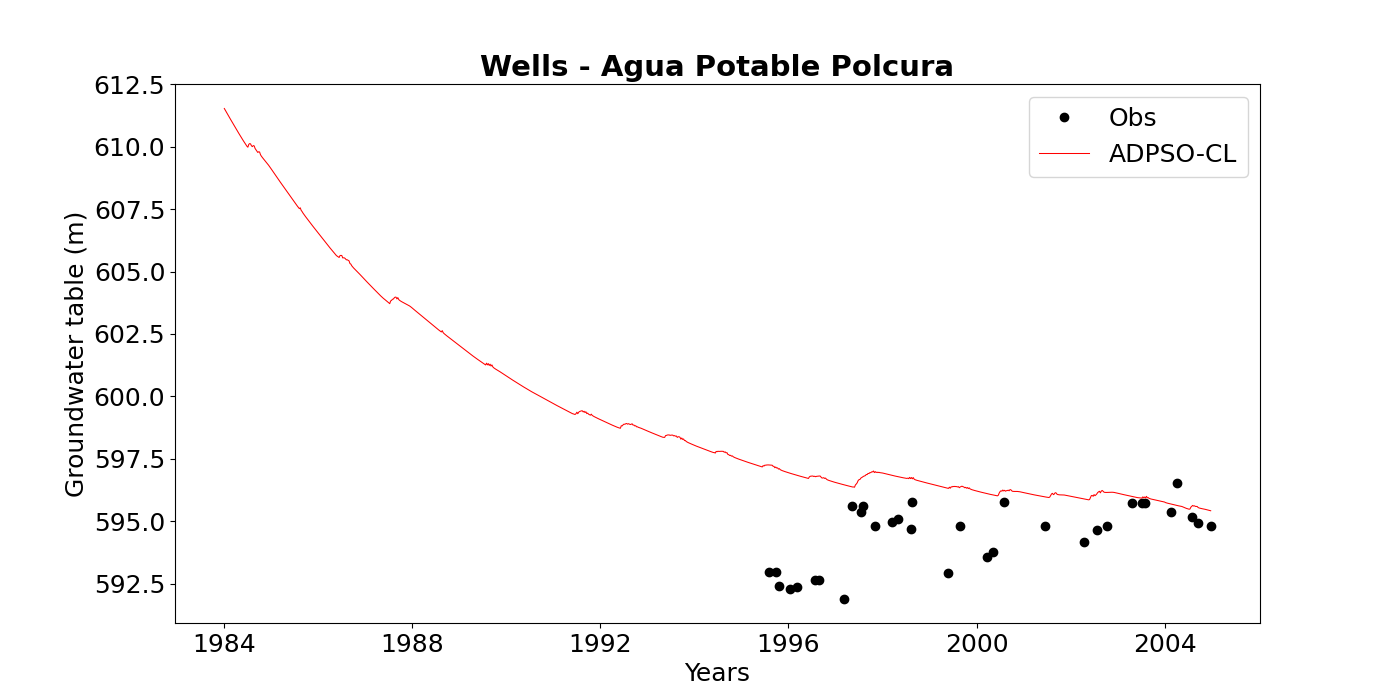 Wells - Agua Potable Polcura
Obs
ADPSO-CL
Groundwater table (m)
612.5
610.0
607.5
605.0
602.5
600.0
597.5
595.0
592.5
1984 1988 1992 1996 2000 2004
Years